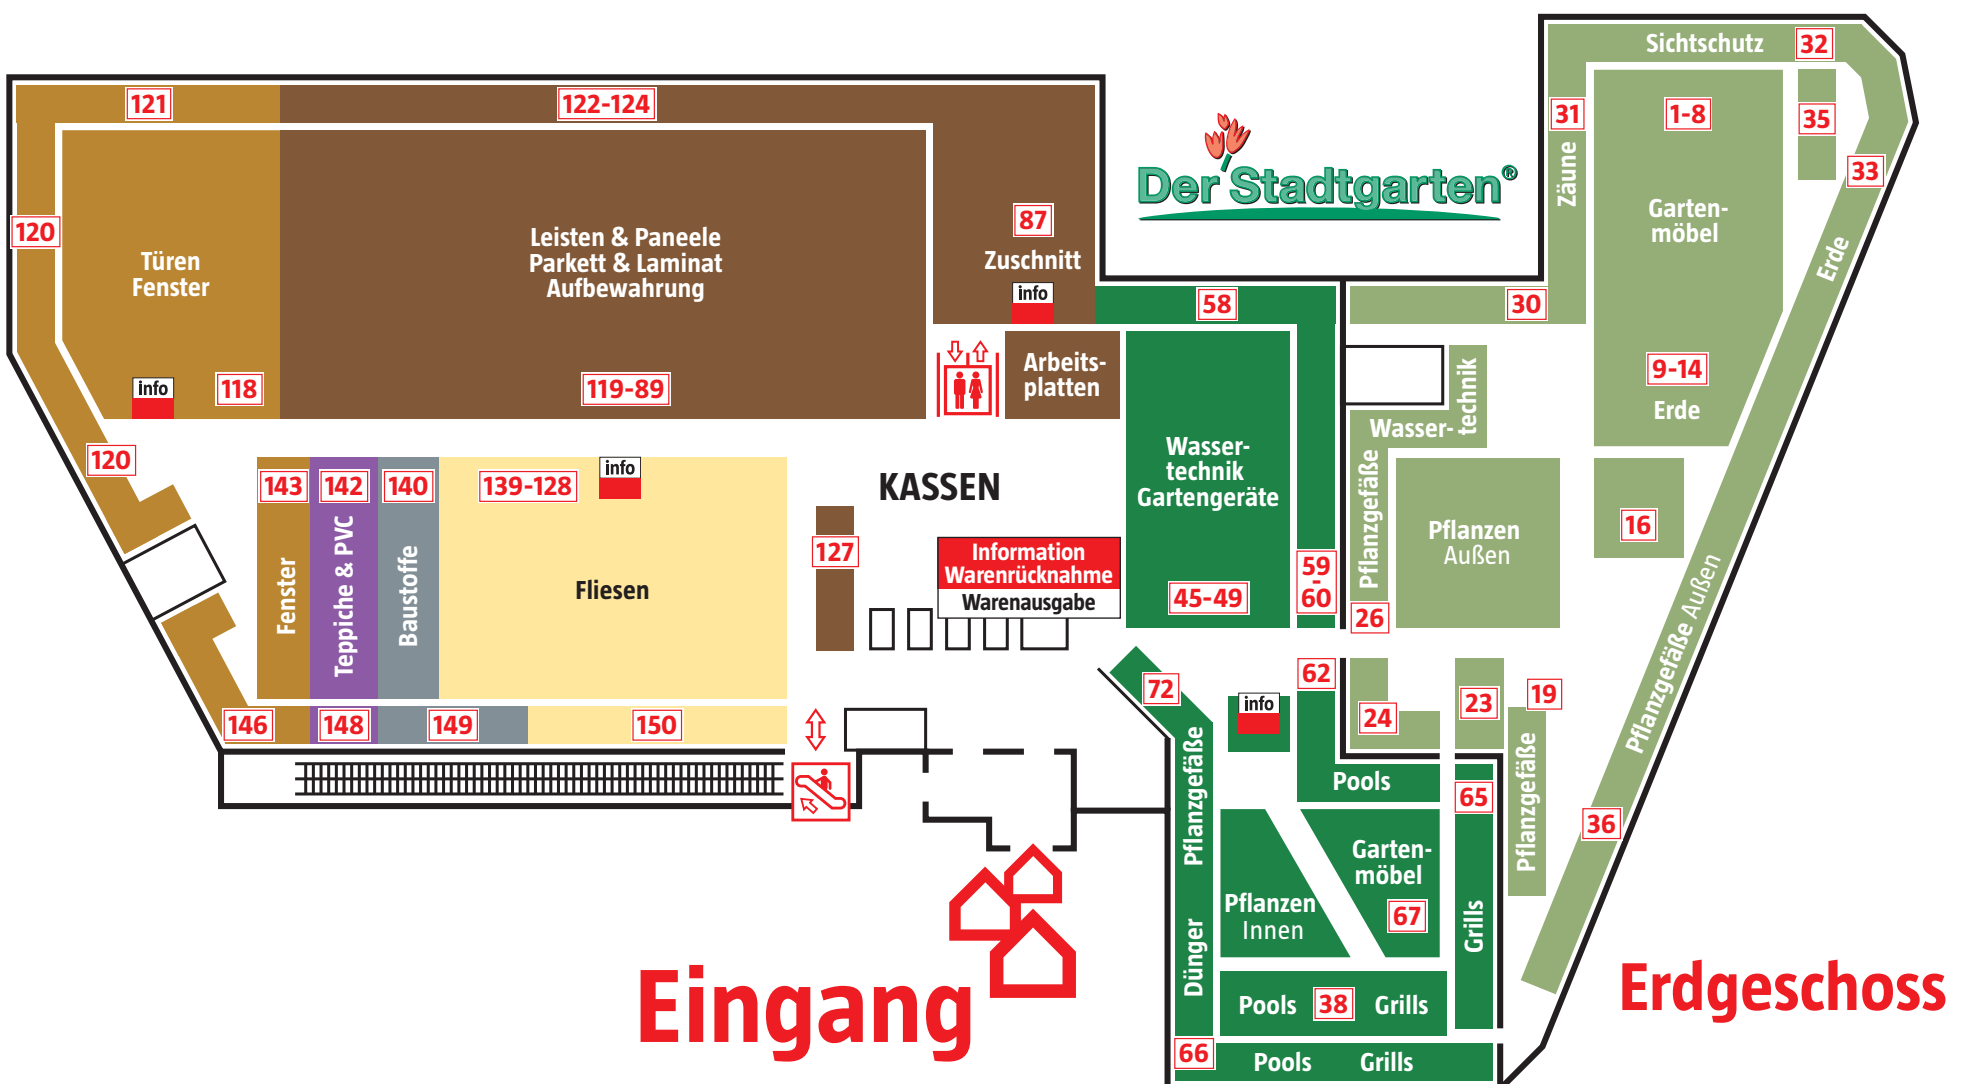 Sichtschutz
32
121
122-124
31
1-8
35
Zäune
33
Der Stadtgarten®
120
87
Garten-
möbel
Leisten & Paneele
Parkett & Laminat
Aufbewahrung
Zuschnitt
info
Türen
Fenster
Erde
58
30
info
118
119-89
Arbeits-
platten
Wasser-
technik
9-14
Erde
120
143
142
140
139-128
info
KASSEN
Wasser-
technik
Gartengeräte
Pflanzgefäße
Pflanzen
Außen
16
127
Information
Warenrücknahme
Warenausgabe
45-49
59
-
60
26
Fenster
Teppiche & PVC
Baustoffe
Fliesen
Pflanzgefäße Außen
72
info
62
24
23
19
146
148
149
150
Pflanzgefäße
Pools
65
Pflanzgefäße
36
Garten-
möbel
67
Pflanzen
Innen
Grills
Dünger
Eingang
Erdgeschoss
Pools
38
Grills
66
Pools
Grills